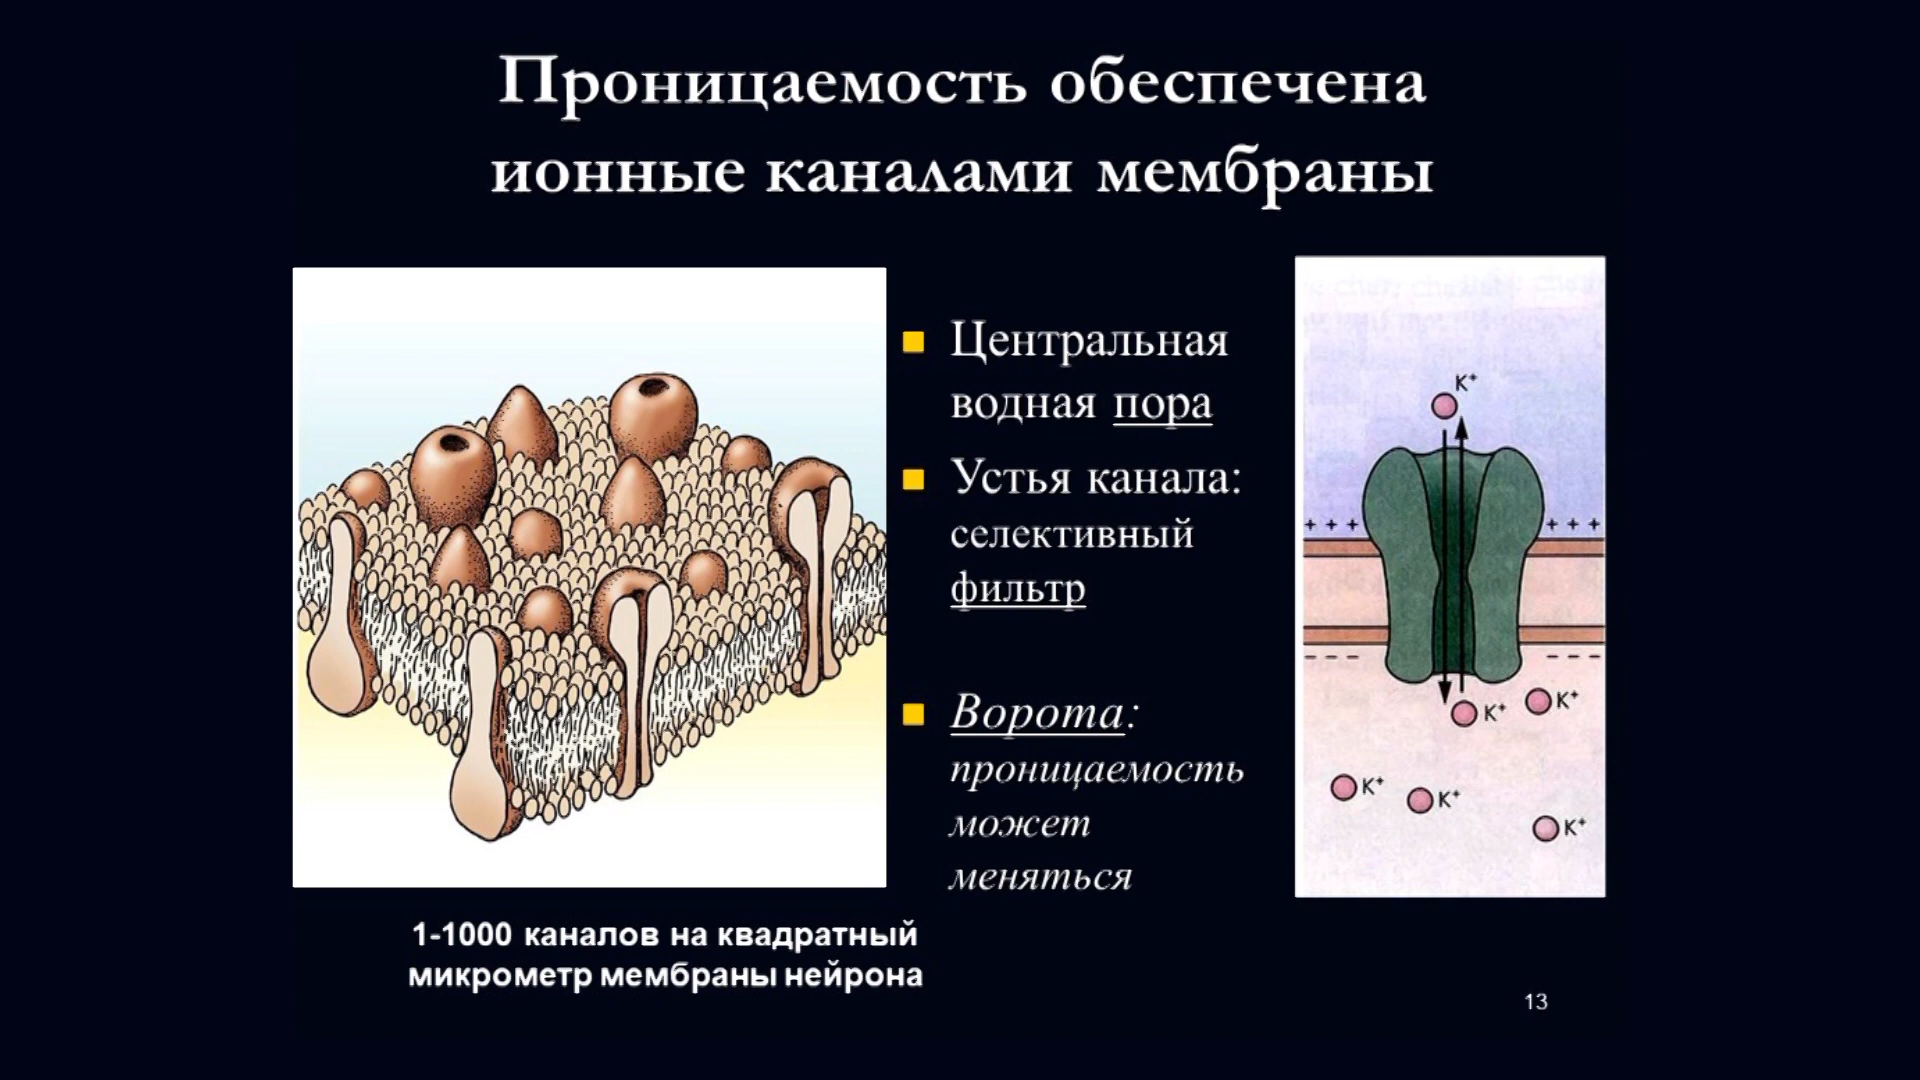 Проницаемость обеспечена
ионные каналами мембраны
Центральная
водная пора
Устья канала:
селективный
фильтр
Ворота:
проницаемость
может
меняться
K⁺
+ + + + + +
- - - - - -
K⁺ K⁺
K⁺ K⁺
K⁺
1-1000 каналов на квадратный
микрометр мембраны нейрона
13